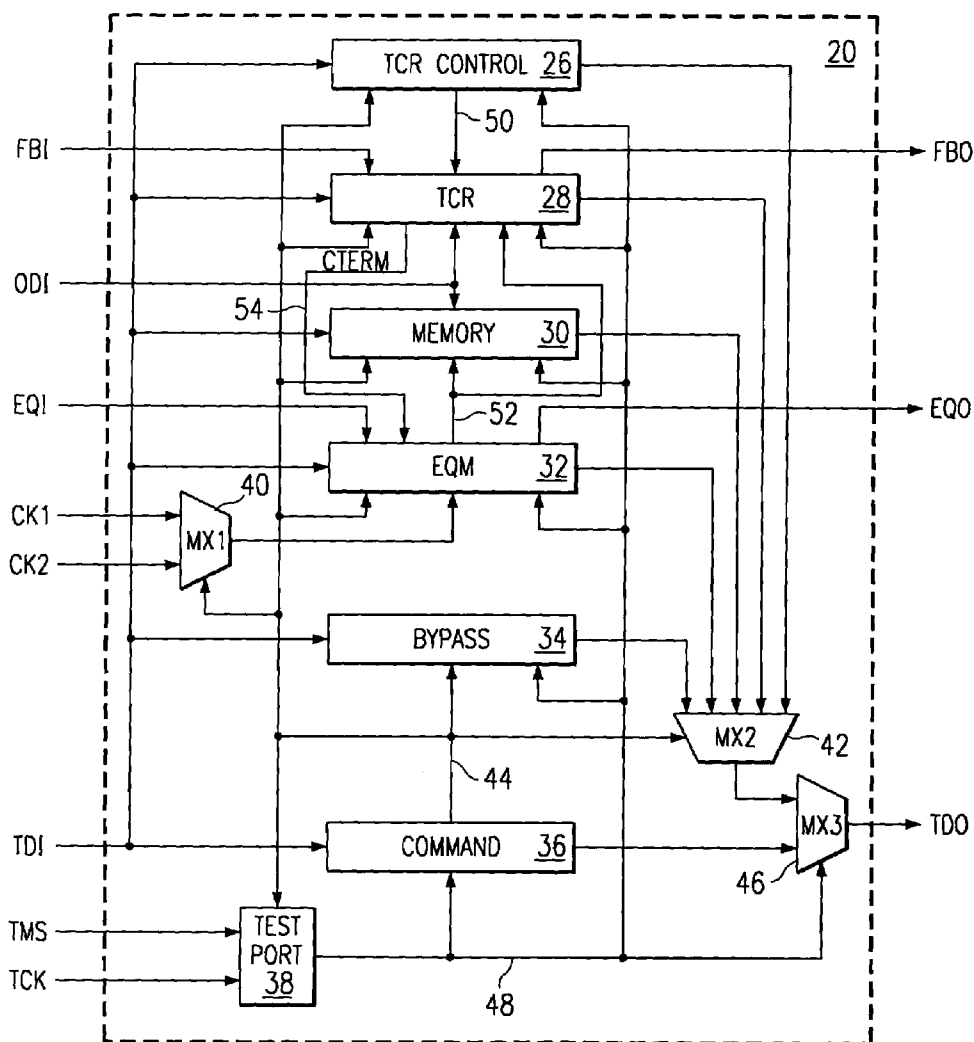 20
TCR CONTROL 26
50
FBI
FBO
TCR 28
CTERM
ODI
54
MEMORY 30
EQI
52
EQO
EQM 32
40
CK1
MX1
CK2
BYPASS 34
MX2
42
44
TDI
COMMAND 36
MX3
TDO
46
TMS
TEST
PORT
38
TCK
48